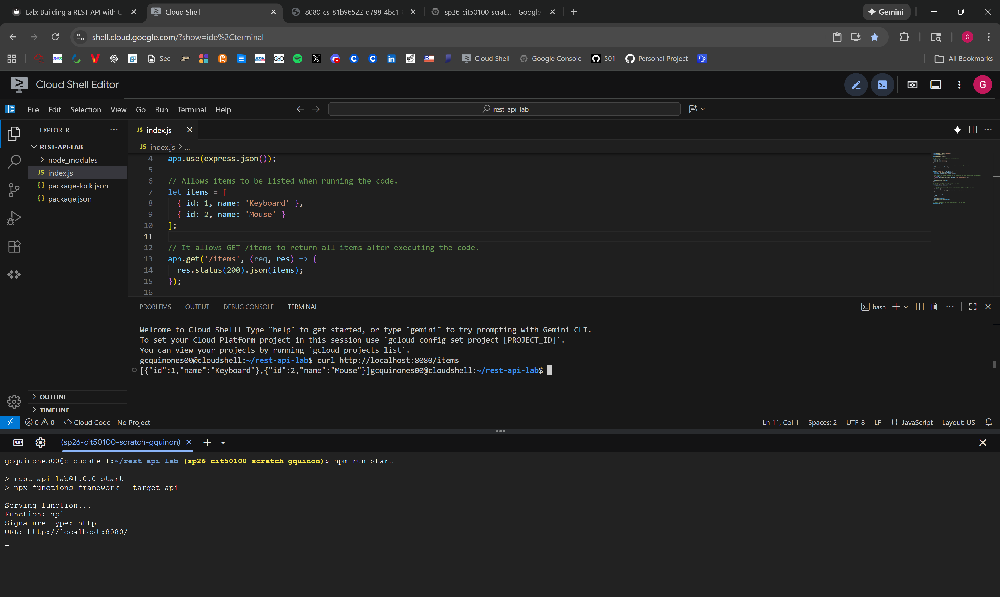 Lab: Building a REST API with Cl
Cloud Shell
8080-cs-81b96522-d798-4bc1-
sp26-cit50100-scrat... – Google
Gemini
shell.cloud.google.com/?show=ide%2Cterminal
G
aes
Sec
Cloud Shell
Google Console
501
Personal Project
All Bookmarks
Cloud Shell Editor
G
File Edit Selection View Go Run Terminal Help
rest-api-lab
EXPLORER
REST-API-LAB
node_modules
JS index.js
{} package-lock.json
{} package.json
OUTLINE
TIMELINE
JS index.js
JS index.js > ...
4 app.use(express.json());
5
6 // Allows items to be listed when running the code.
7 let items = [
8 { id: 1, name: 'Keyboard' },
9 { id: 2, name: 'Mouse' }
10 ];
11
12 // It allows GET /items to return all items after executing the code.
13 app.get('/items', (req, res) => {
14 res.status(200).json(items);
15 });
16
PROBLEMS OUTPUT DEBUG CONSOLE TERMINAL
bash
Welcome to Cloud Shell! Type "help" to get started, or type "gemini" to try prompting with Gemini CLI.
To set your Cloud Platform project in this session use `gcloud config set project [PROJECT_ID]`.
You can view your projects by running `gcloud projects list`.
gcquinones00@cloudshell:~/rest-api-lab$ curl http://localhost:8080/items
[{"id":1,"name":"Keyboard"},{"id":2,"name":"Mouse"}]gcquinones00@cloudshell:~/rest-api-lab$
0 0 Cloud Code - No Project
Ln 11, Col 1 Spaces: 2 UTF-8 LF {} JavaScript Layout: US
(sp26-cit50100-scratch-gquinon)
gcquinones00@cloudshell:~/rest-api-lab (sp26-cit50100-scratch-gquinon)$ npm run start
> rest-api-lab@1.0.0 start
> npx functions-framework --target=api
Serving function...
Function: api
Signature type: http
URL: http://localhost:8080/